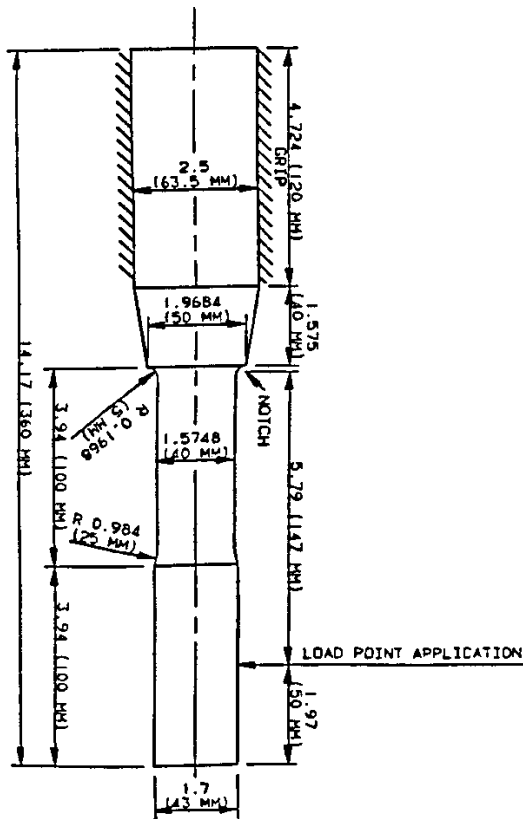 4.724 (120 MM)
GRIP
2.5
(63.5 MM)
1.9684
(50 MM)
1.575
(40 MM)
14.17 (360 MM)
R 0.1968
(5 MM)
NOTCH
3.94 (100 MM)
1.5748
(40 MM)
5.79 (147 MM)
R 0.984
(25 MM)
3.94 (100 MM)
LOAD POINT APPLICATION
1.97
(50 MM)
1.7
(43 MM)